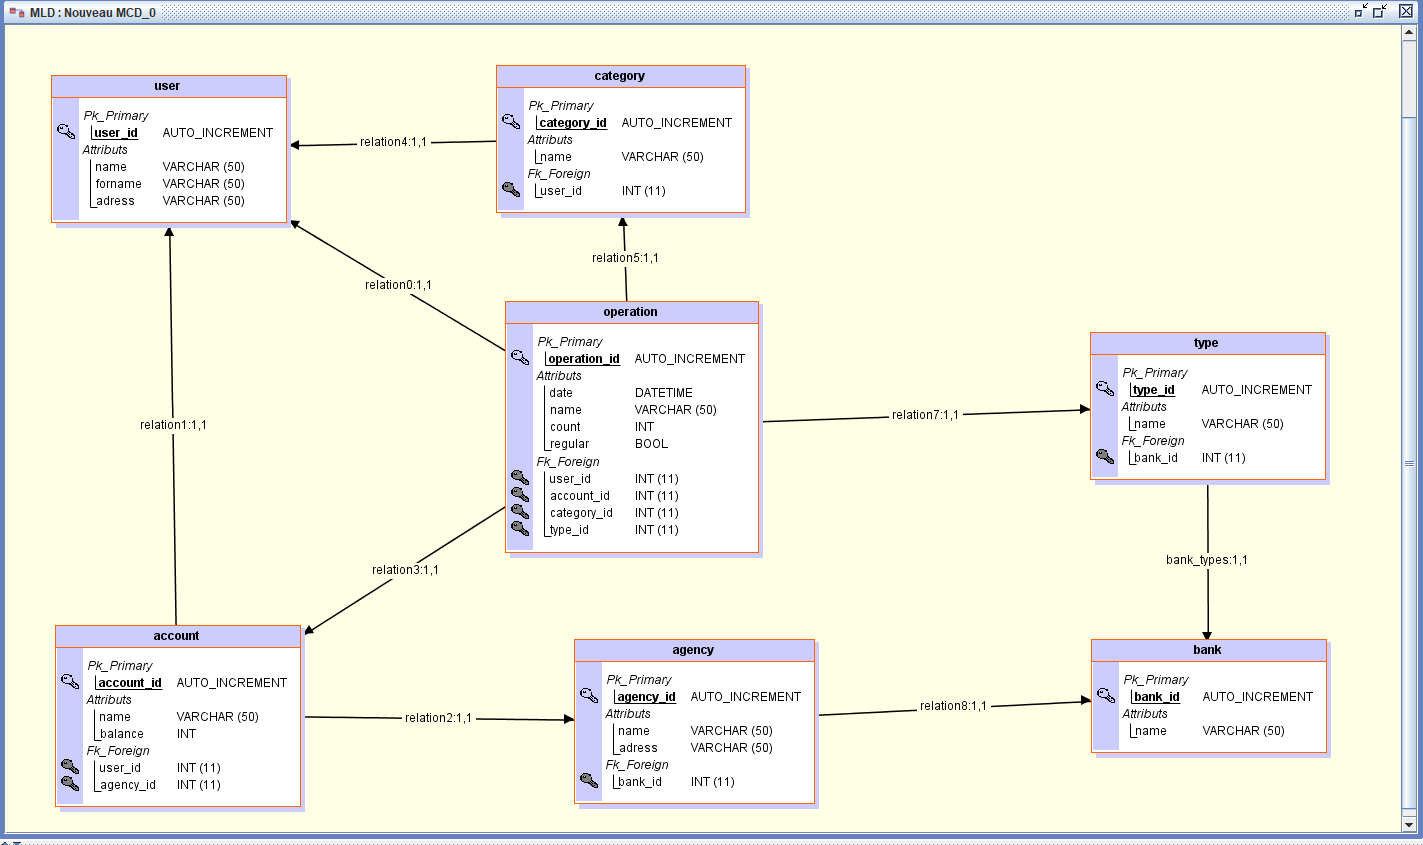 MLD : Nouveau MCD_0
user
Pk_Primary
user_id AUTO_INCREMENT
Attributs
name VARCHAR (50)
forname VARCHAR (50)
adress VARCHAR (50)
category
Pk_Primary
category_id AUTO_INCREMENT
Attributs
name VARCHAR (50)
Fk_Foreign
user_id INT (11)
relation4:1,1
relation5:1,1
relation0:1,1
relation1:1,1
operation
Pk_Primary
operation_id AUTO_INCREMENT
Attributs
date DATETIME
name VARCHAR (50)
count INT
regular BOOL
Fk_Foreign
user_id INT (11)
account_id INT (11)
category_id INT (11)
type_id INT (11)
relation7:1,1
type
Pk_Primary
type_id AUTO_INCREMENT
Attributs
name VARCHAR (50)
Fk_Foreign
bank_id INT (11)
relation3:1,1
bank_types:1,1
account
Pk_Primary
account_id AUTO_INCREMENT
Attributs
name VARCHAR (50)
balance INT
Fk_Foreign
user_id INT (11)
agency_id INT (11)
relation2:1,1
agency
Pk_Primary
agency_id AUTO_INCREMENT
Attributs
name VARCHAR (50)
adress VARCHAR (50)
Fk_Foreign
bank_id INT (11)
relation8:1,1
bank
Pk_Primary
bank_id AUTO_INCREMENT
Attributs
name VARCHAR (50)